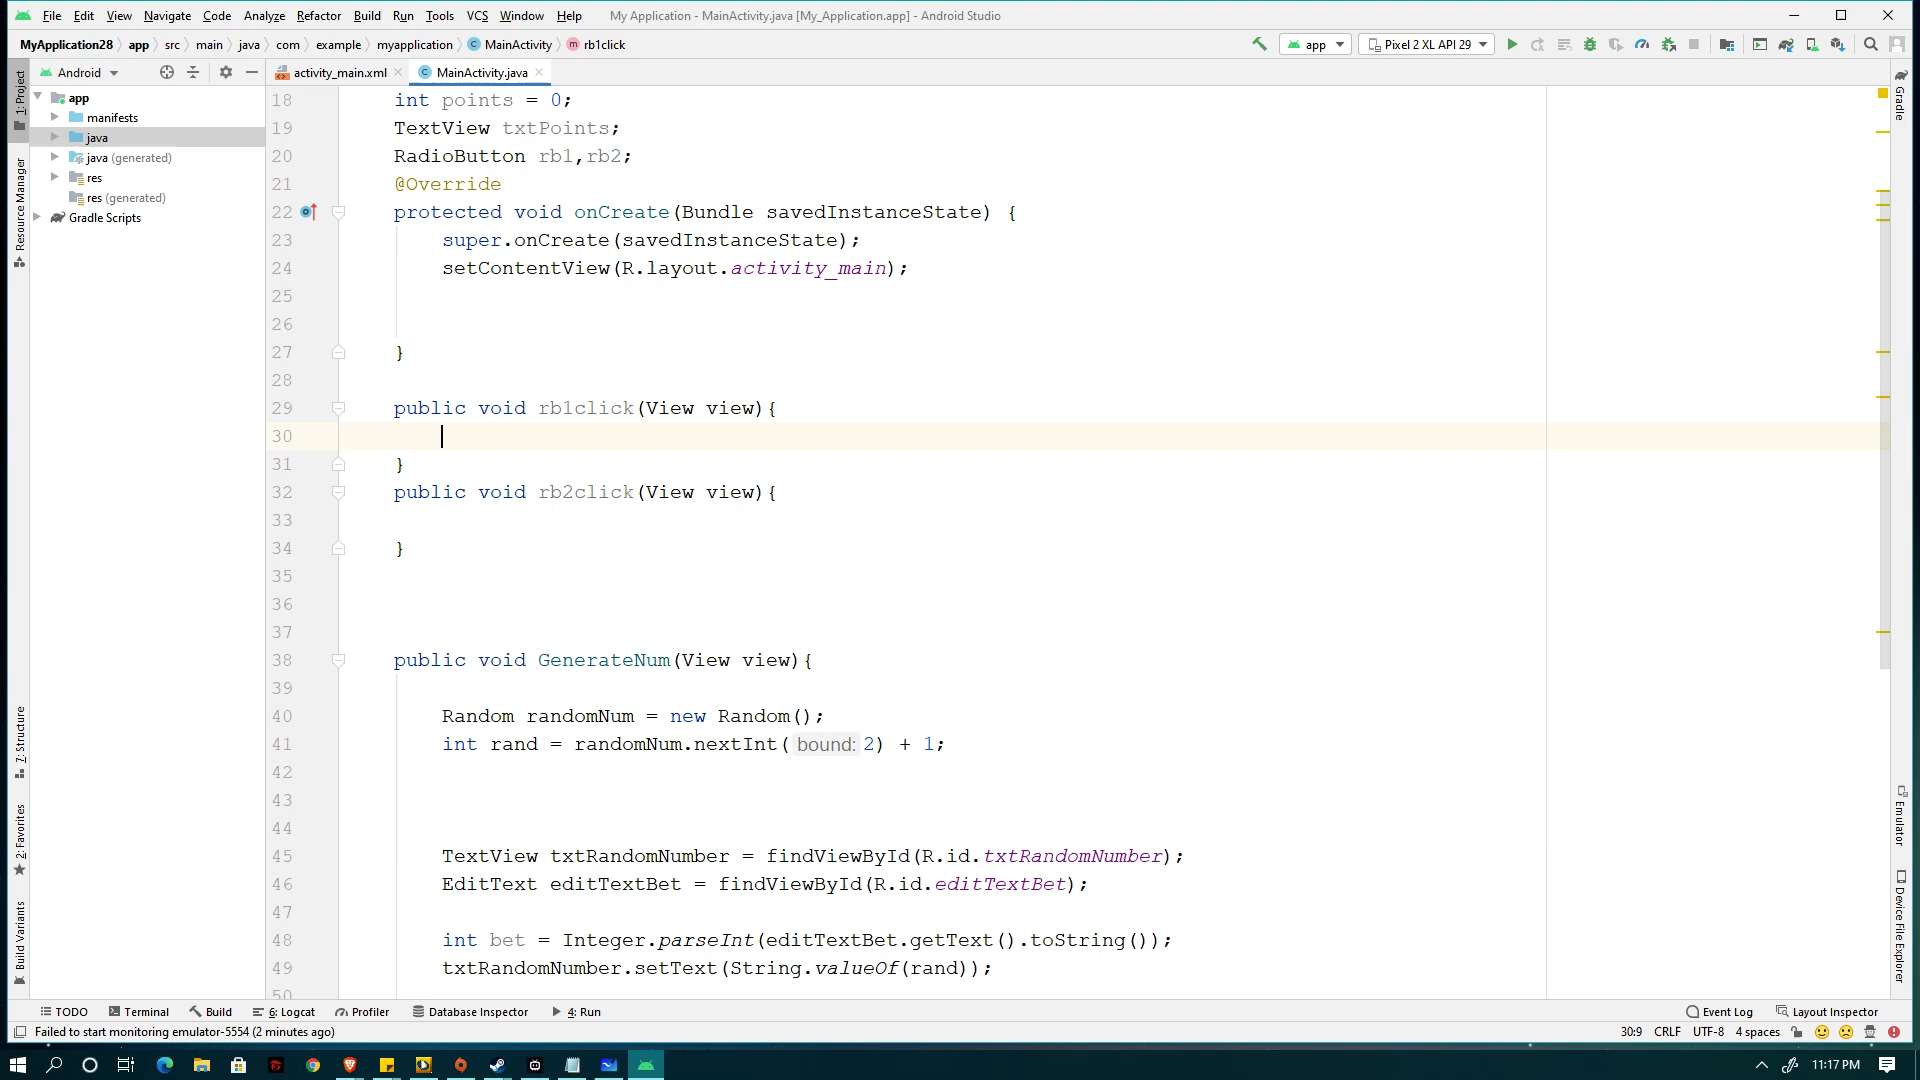 File Edit View Navigate Code Analyze Refactor Build Run Tools VCS Window Help My Application - MainActivity.java [My_Application.app] - Android Studio
MyApplication28 app src main java com example myapplication MainActivity rb1click app Pixel 2 XL API 29
Android activity_main.xml MainActivity.java
app
manifests
java
java (generated)
res
res (generated)
Gradle Scripts
1: Project
Resource Manager
7: Structure
2: Favorites
Build Variants
18 int points = 0;
19 TextView txtPoints;
20 RadioButton rb1,rb2;
21 @Override
22 protected void onCreate(Bundle savedInstanceState) {
23 super.onCreate(savedInstanceState);
24 setContentView(R.layout.activity_main);
25
26
27 }
28
29 public void rb1click(View view){
30
31 }
32 public void rb2click(View view){
33
34 }
35
36
37
38 public void GenerateNum(View view){
39
40 Random randomNum = new Random();
41 int rand = randomNum.nextInt( bound: 2) + 1;
42
43
44
45 TextView txtRandomNumber = findViewById(R.id.txtRandomNumber);
46 EditText editTextBet = findViewById(R.id.editTextBet);
47
48 int bet = Integer.parseInt(editTextBet.getText().toString());
49 txtRandomNumber.setText(String.valueOf(rand));
50
Gradle
Emulator
Device File Explorer
TODO Terminal Build 6: Logcat Profiler Database Inspector 4: Run Event Log Layout Inspector
Failed to start monitoring emulator-5554 (2 minutes ago) 30:9 CRLF UTF-8 4 spaces
11:17 PM